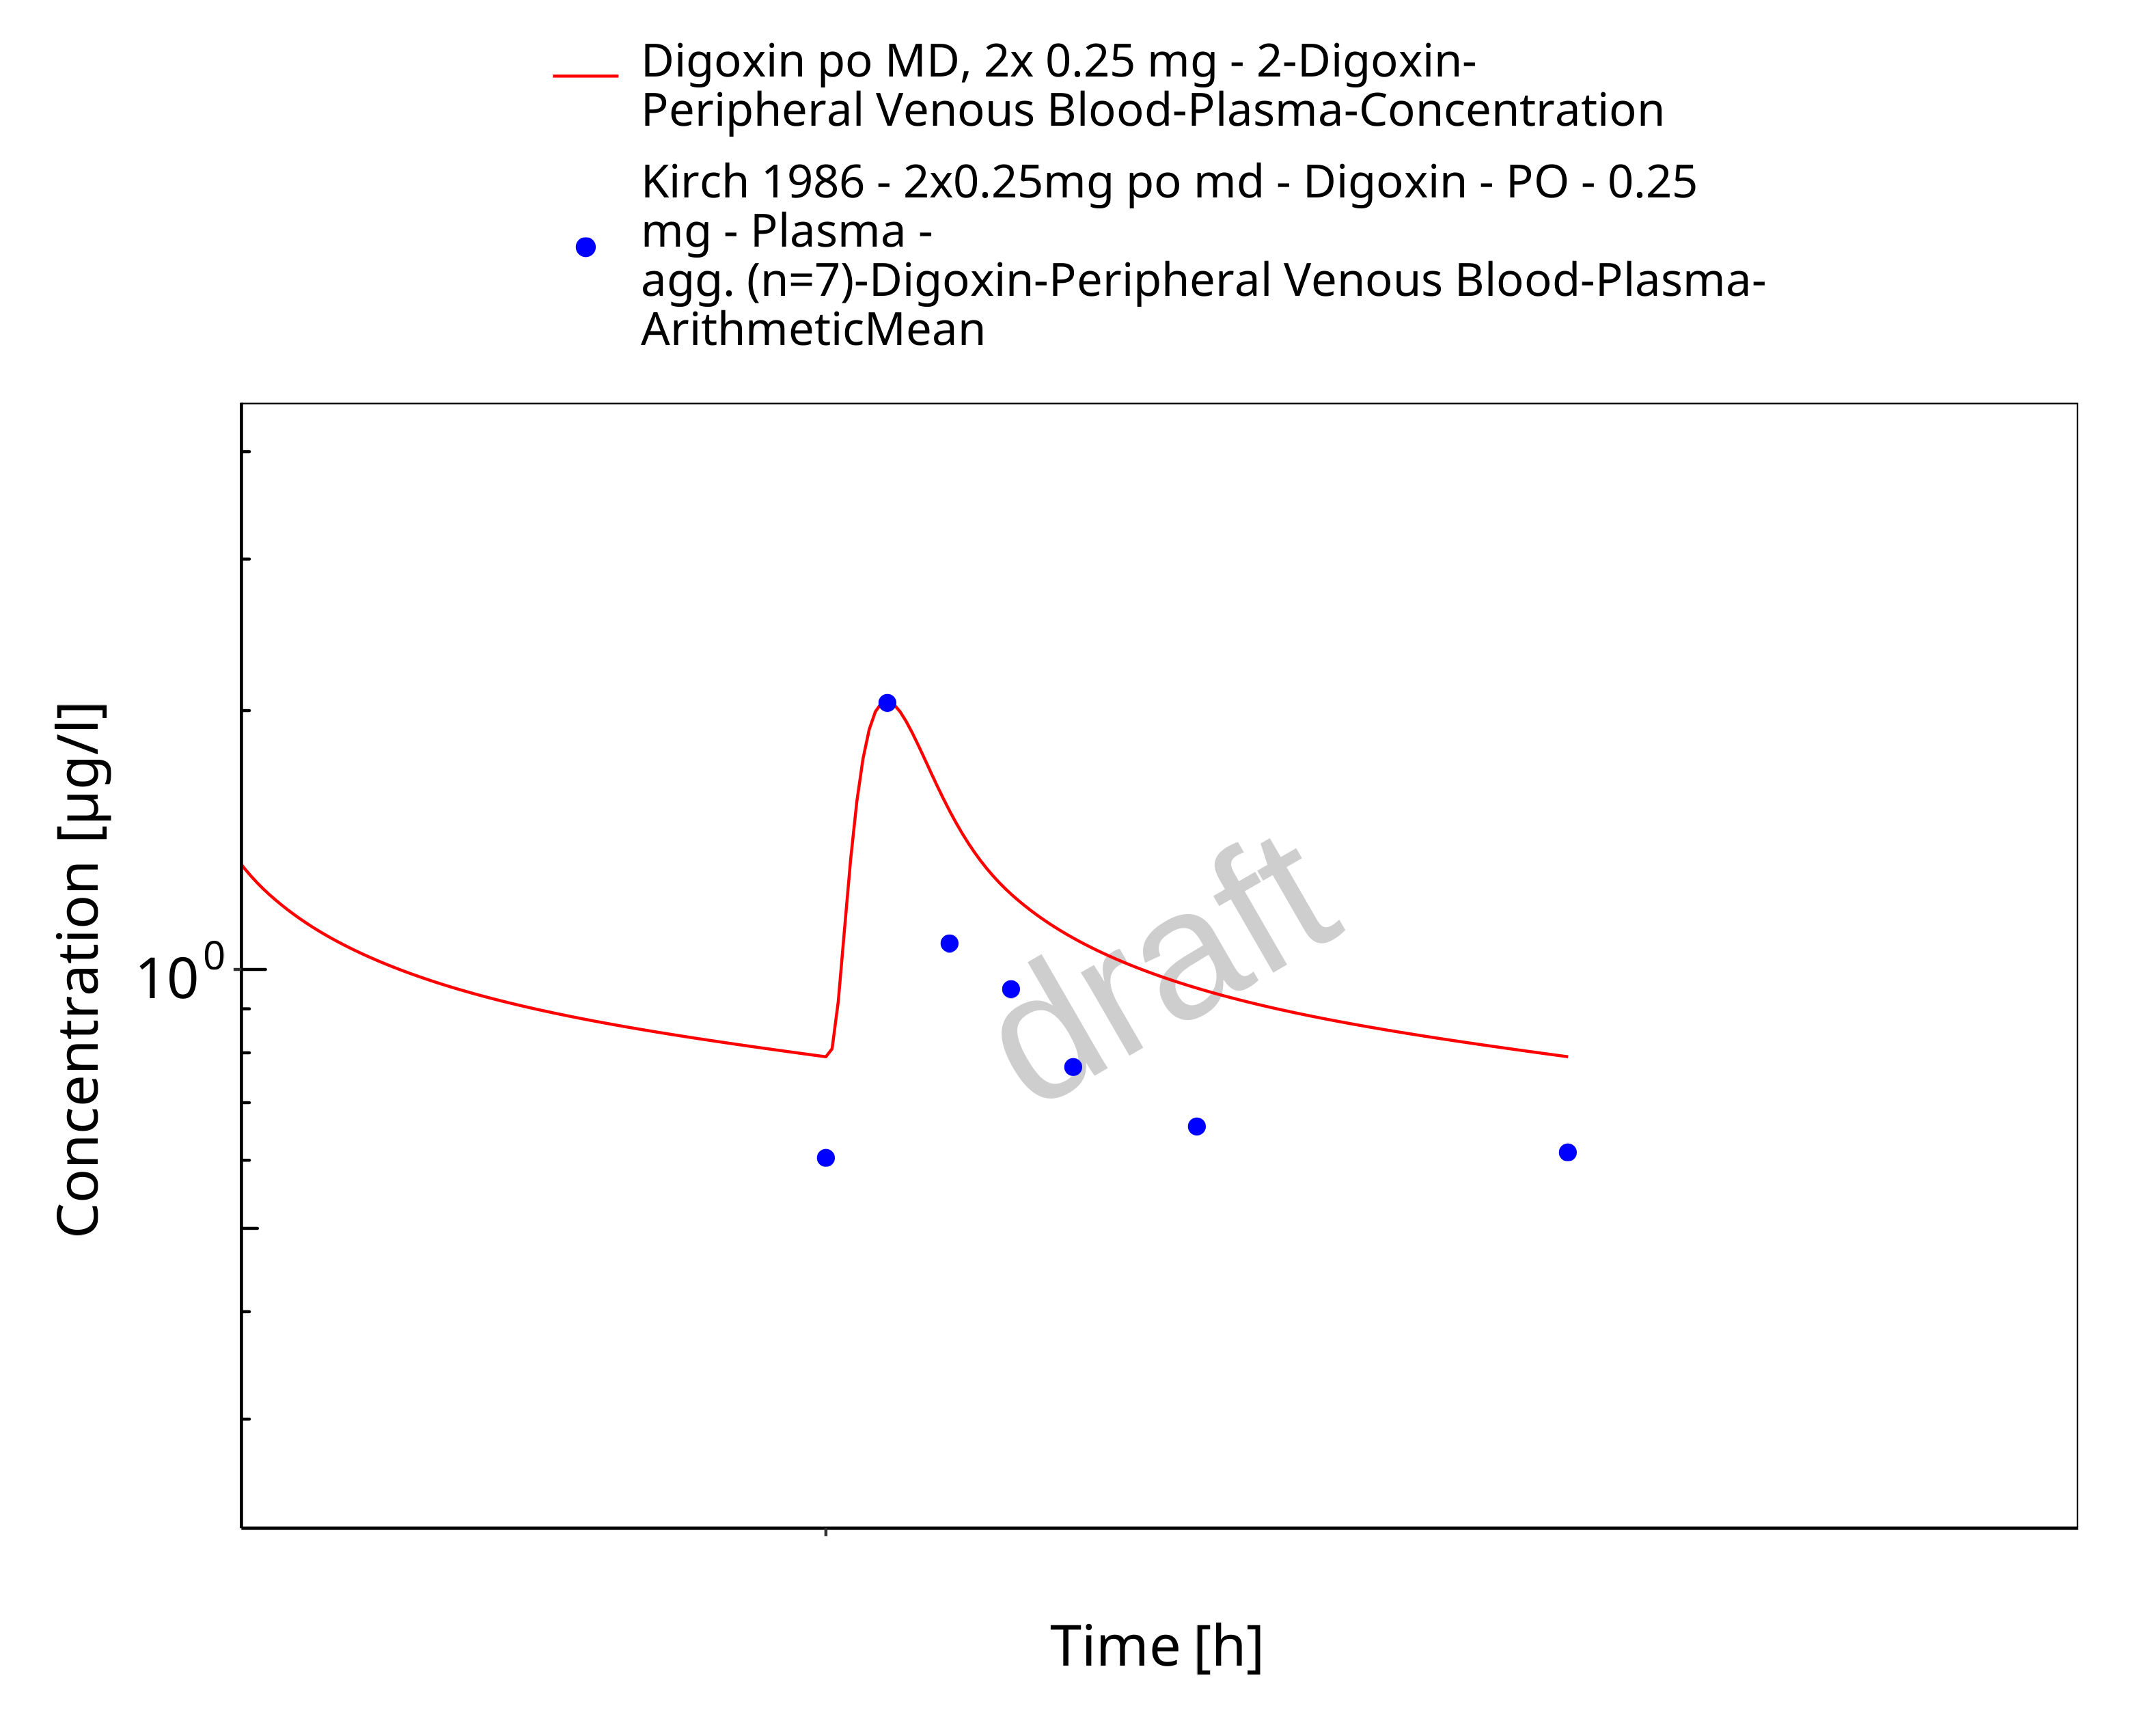 Digoxin po MD, 2x 0.25 mg - 2-Digoxin-
Peripheral Venous Blood-Plasma-Concentration
Kirch 1986 - 2x0.25mg po md - Digoxin - PO - 0.25
mg - Plasma -
agg. (n=7)-Digoxin-Peripheral Venous Blood-Plasma-
ArithmeticMean
Concentration [µg/l]
10⁰
draft
Time [h]